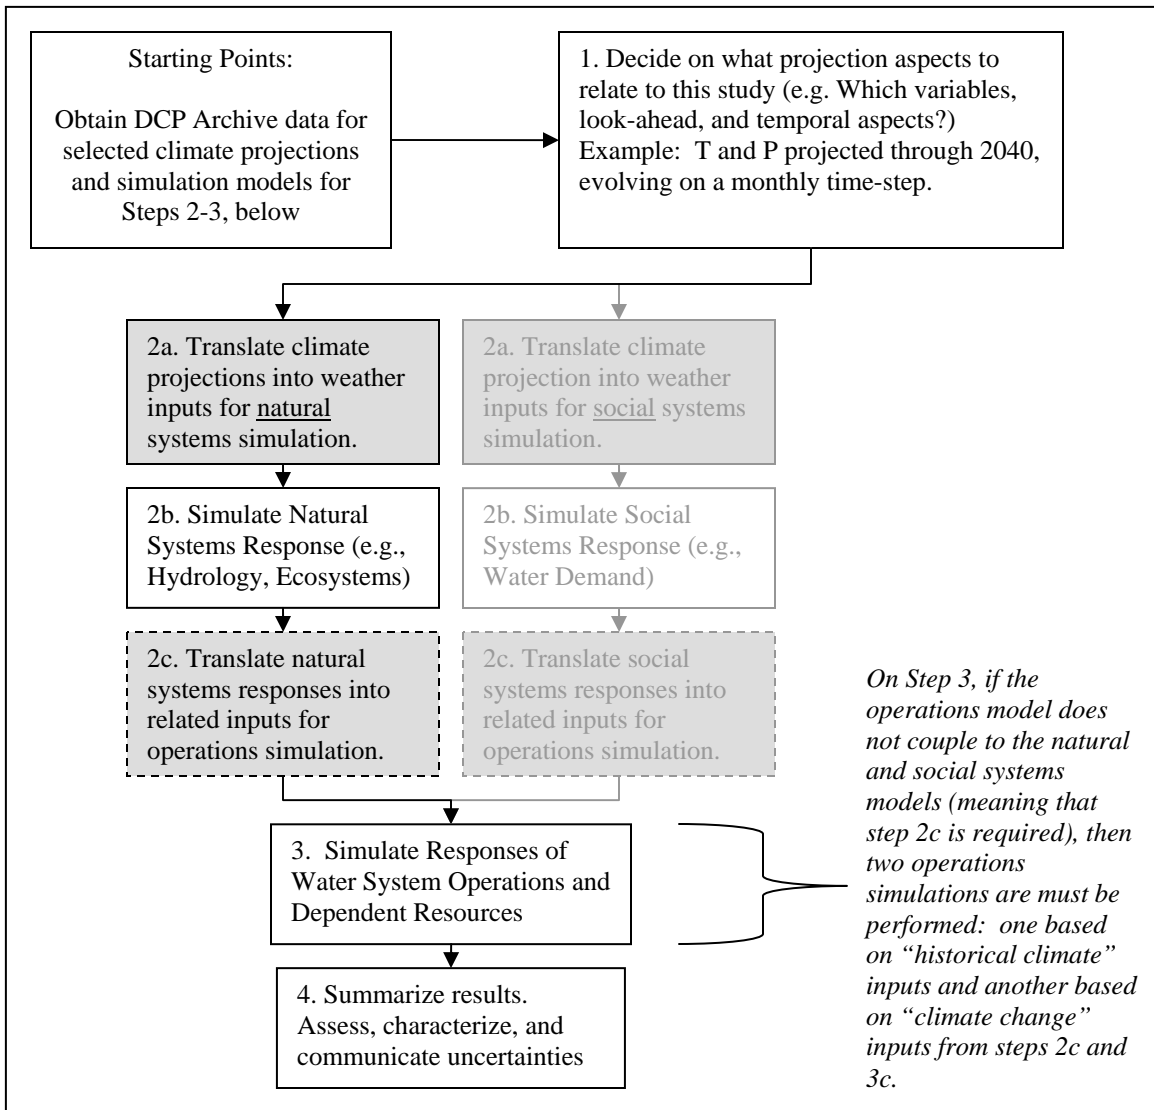 Starting Points:
Obtain DCP Archive data for
selected climate projections
and simulation models for
Steps 2-3, below
1. Decide on what projection aspects to
relate to this study (e.g. Which variables,
look-ahead, and temporal aspects?)
Example:  T and P projected through 2040,
evolving on a monthly time-step.
2a. Translate climate
projections into weather
inputs for natural
systems simulation.
2a. Translate climate
projection into weather
inputs for social systems
simulation.
2b. Simulate Natural
Systems Response (e.g.,
Hydrology, Ecosystems)
2b. Simulate Social
Systems Response (e.g.,
Water Demand)
2c. Translate natural
systems responses into
related inputs for
operations simulation.
2c. Translate social
systems responses into
related inputs for
operations simulation.
3.  Simulate Responses of
Water System Operations and
Dependent Resources
4. Summarize results.
Assess, characterize, and
communicate uncertainties
On Step 3, if the
operations model does
not couple to the natural
and social systems
models (meaning that
step 2c is required), then
two operations
simulations are must be
performed:  one based
on “historical climate”
inputs and another based
on “climate change”
inputs from steps 2c and
3c.